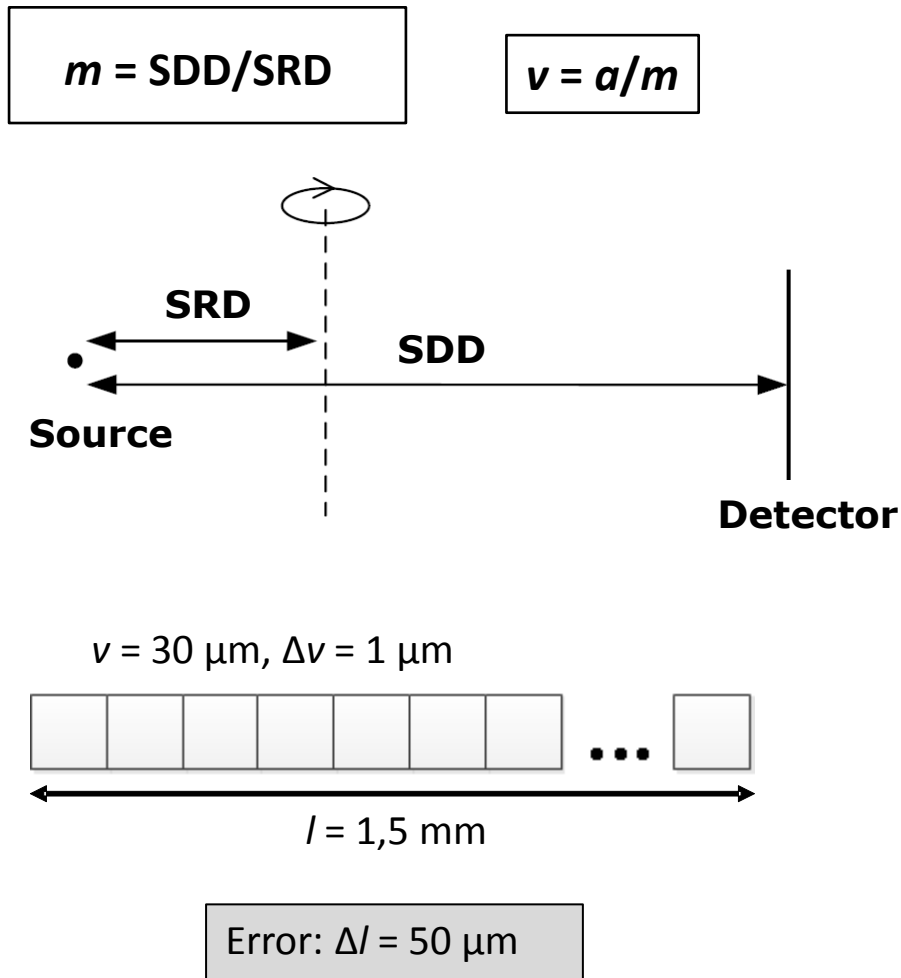 m = SDD/SRD
v = a/m
SRD
SDD
Source
Detector
v = 30 µm, Δv = 1 µm
l = 1,5 mm
Error: Δl = 50 µm